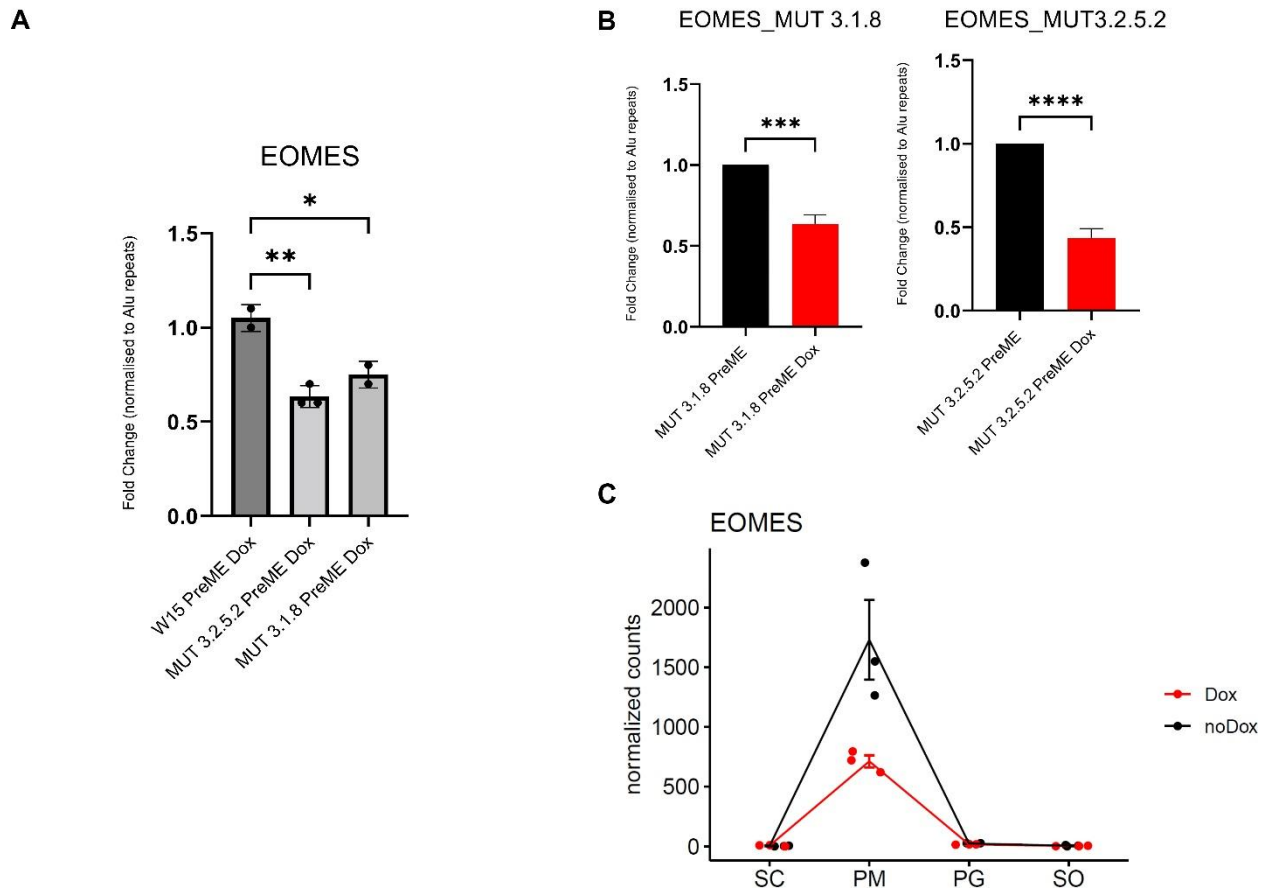 A
EOMES
Fold Change (normalised to Alu repeats)
1.5
1.0
0.5
0.0
*
**
W15 PreME Dox
MUT 3.2.5.2 PreME Dox
MUT 3.1.8 PreME Dox
B
EOMES_MUT 3.1.8
Fold Change (normalised to Alu repeats)
1.5
1.0
0.5
0.0
***
MUT 3.1.8 PreME
MUT 3.1.8 PreME Dox
EOMES_MUT3.2.5.2
Fold Change (normalised to Alu repeats)
1.5
1.0
0.5
0.0
****
MUT 3.2.5.2 PreME
MUT 3.2.5.2 PreME Dox
C
EOMES
normalized counts
2000
1500
1000
500
0
SC PM PG SO
Dox
noDox